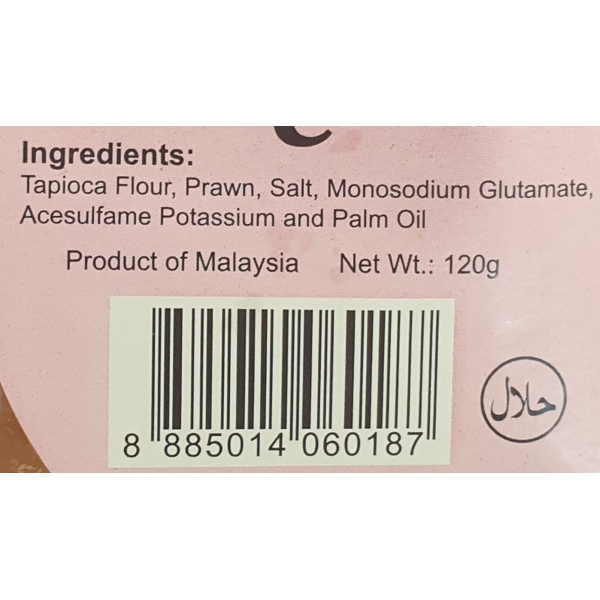 Ingredients:
Tapioca Flour, Prawn, Salt, Monosodium Glutamate,
Acesulfame Potassium and Palm Oil
Product of Malaysia Net Wt.: 120g
حلال
8 885014 060187